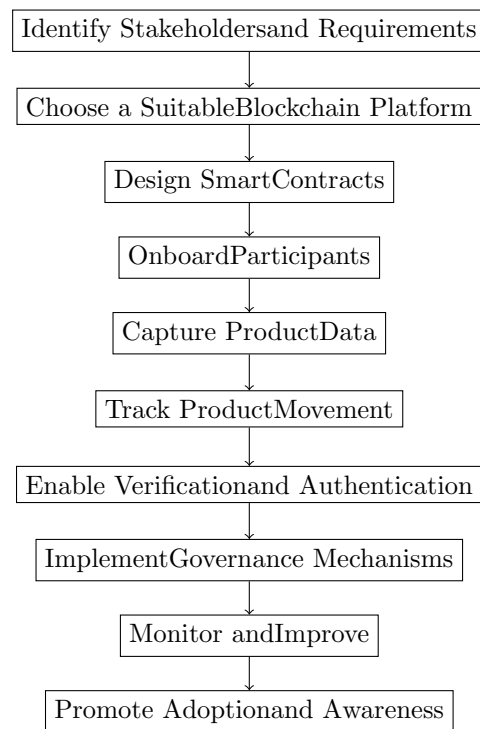 Identify Stakeholdersand Requirements
Choose a SuitableBlockchain Platform
Design SmartContracts
OnboardParticipants
Capture ProductData
Track ProductMovement
Enable Verificationand Authentication
ImplementGovernance Mechanisms
Monitor andImprove
Promote Adoptionand Awareness